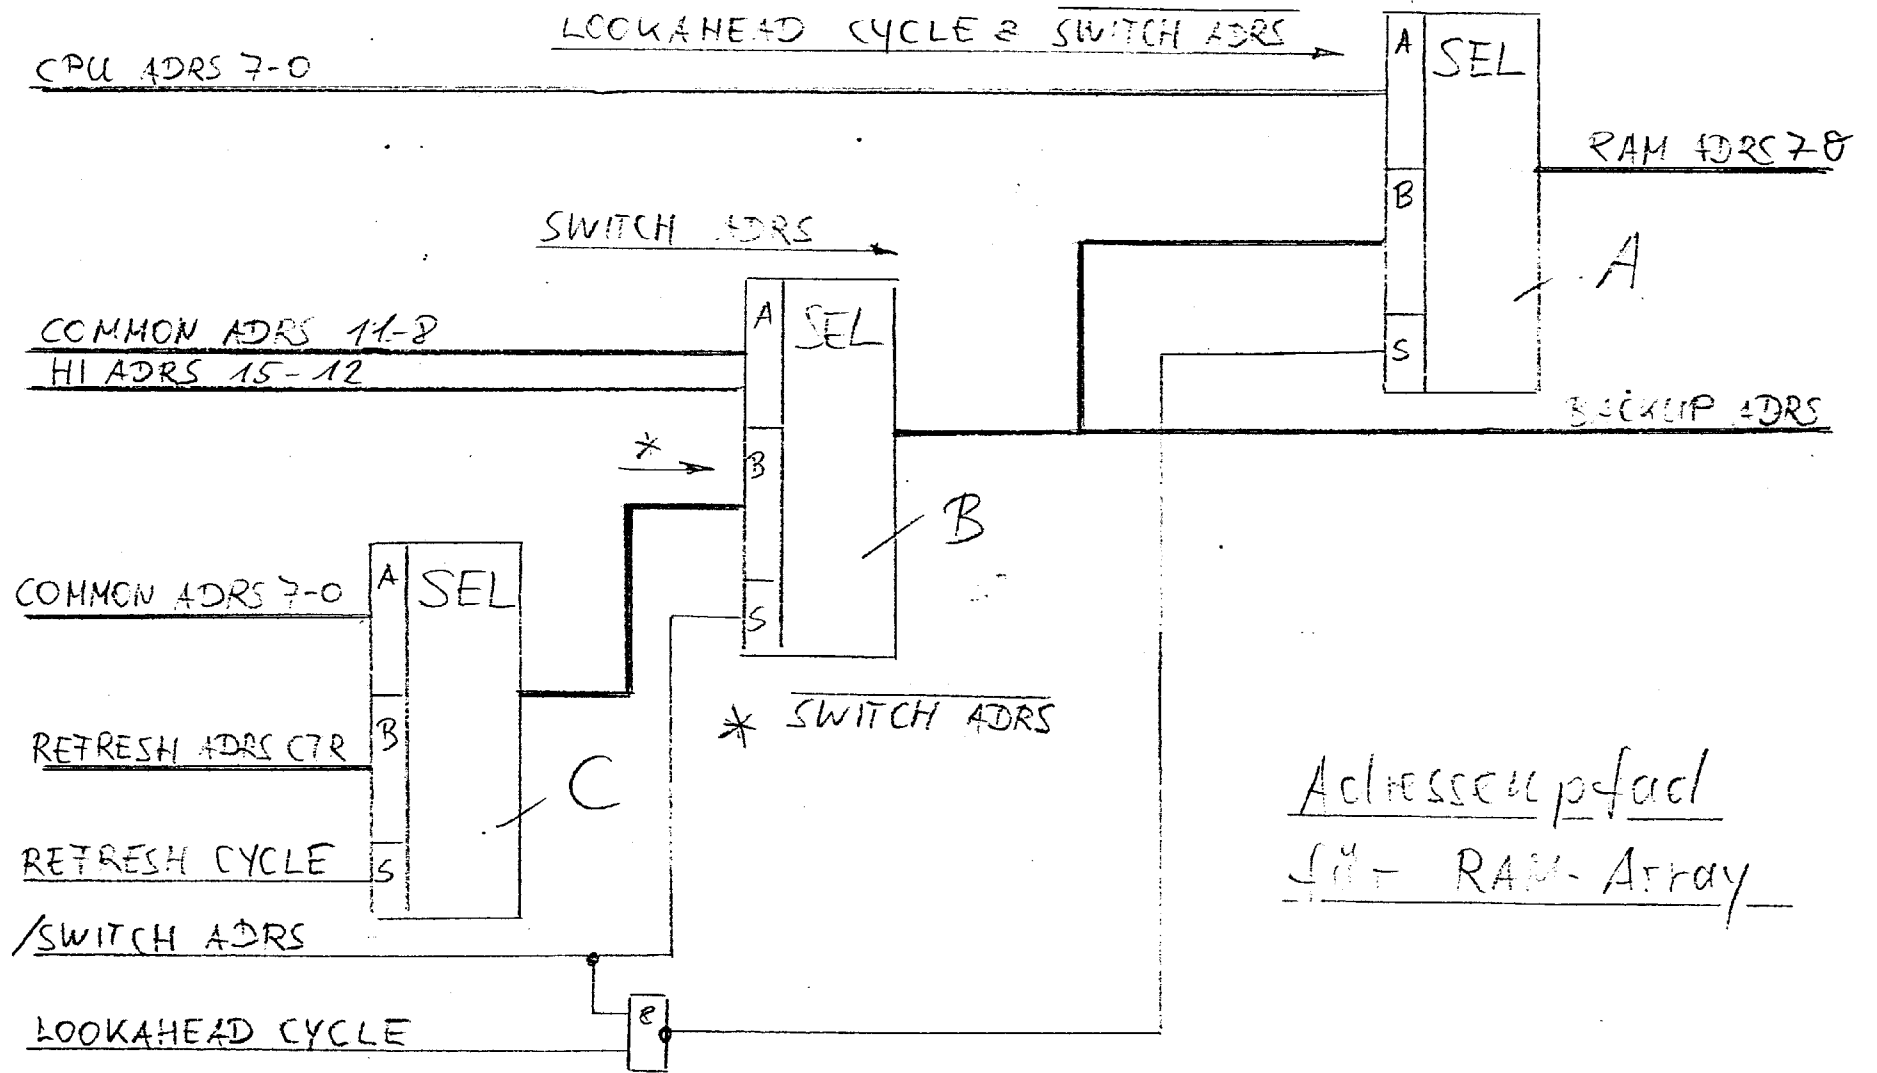 LOOKAHEAD CYCLE & SWITCH ADRS
CPU ADRS 7-0
A
SEL
RAM ADRS 7-0
B
S
A
SWITCH ADRS
COMMON ADRS 11-8
HI ADRS 15-12
A
SEL
*
B
S
B
BACKUP ADRS
COMMON ADRS 7-0
A
SEL
* SWITCH ADRS
REFRESH ADRS CTR
B
C
REFRESH CYCLE
S
/SWITCH ADRS
LOOKAHEAD CYCLE
&
Adressenpfad
für RAM-Array